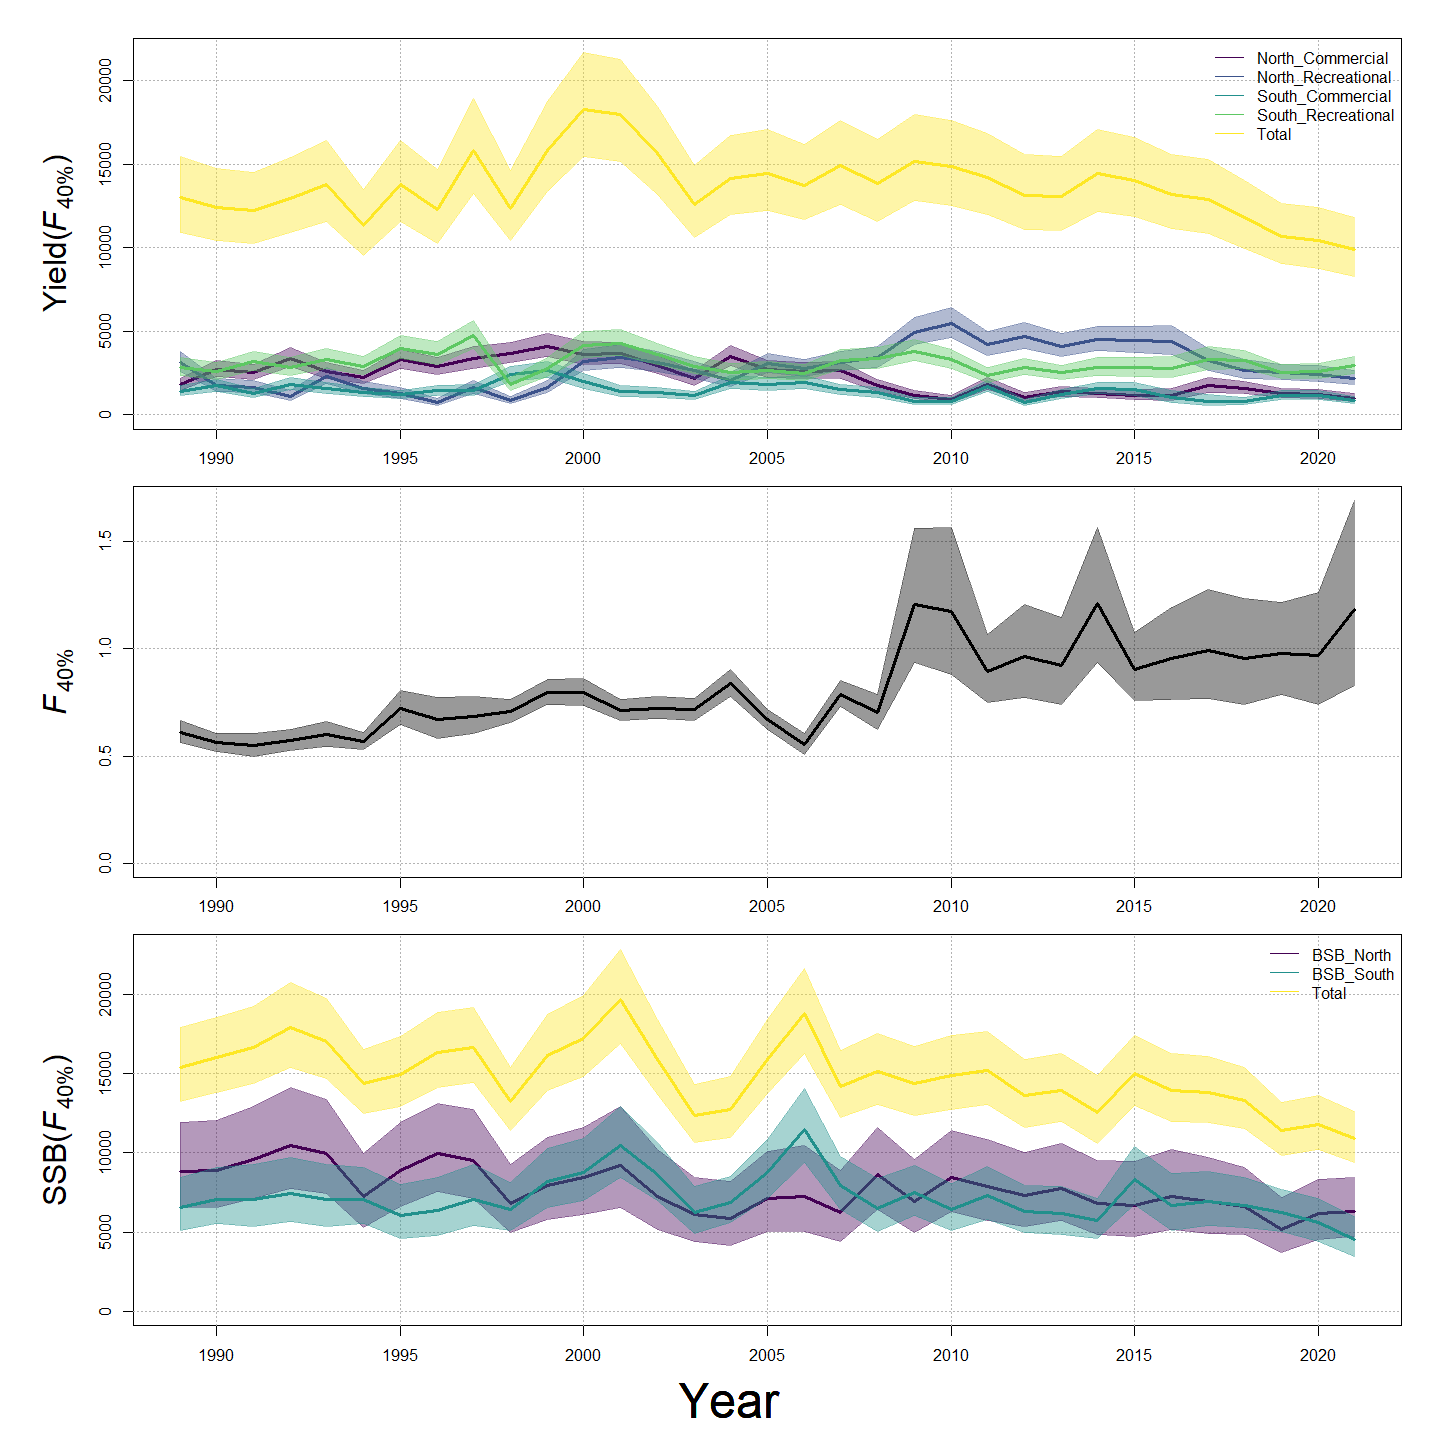 Yield(F40%)
20000
15000
10000
5000
0
North_Commercial
North_Recreational
South_Commercial
South_Recreational
Total
1990 1995 2000 2005 2010 2015 2020
F40%
1.5
1.0
0.5
0.0
1990 1995 2000 2005 2010 2015 2020
SSB(F40%)
20000
15000
10000
5000
0
BSB_North
BSB_South
Total
1990 1995 2000 2005 2010 2015 2020
Year